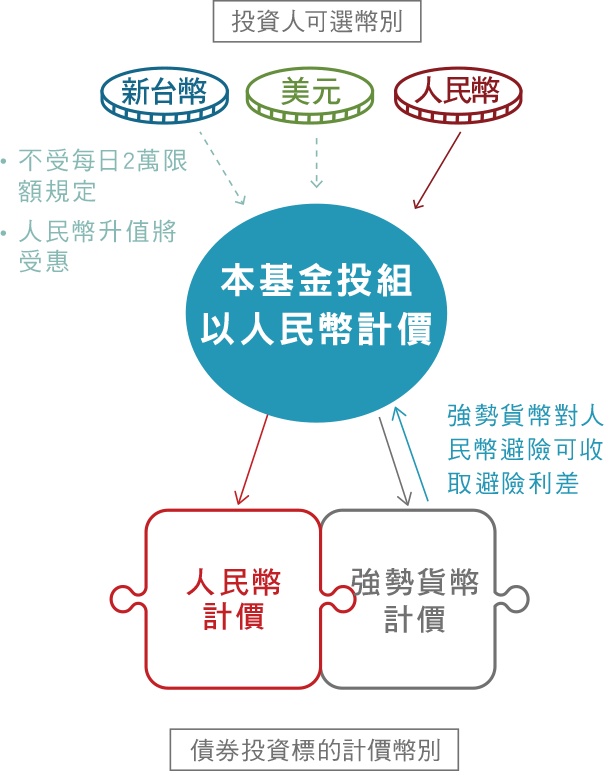 投資人可選幣別
新台幣
美元
人民幣
• 不受每日2萬限
額規定
• 人民幣升值將
受惠
本基金投組
以人民幣計價
強勢貨幣對人
民幣避險可收
取避險利差
人民幣
計價
強勢貨幣
計價
債券投資標的計價幣別